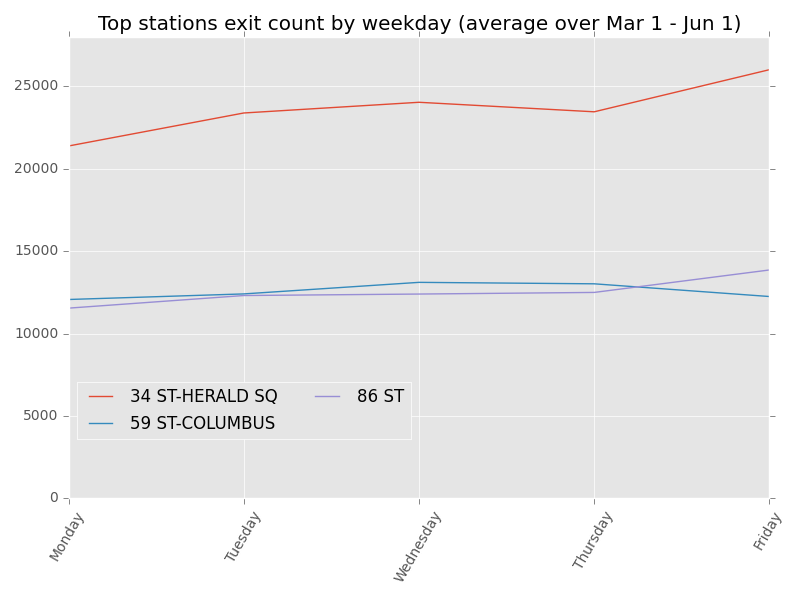 Top stations exit count by weekday (average over Mar 1 - Jun 1)
25000
20000
15000
10000
5000
0
34 ST-HERALD SQ
59 ST-COLUMBUS
86 ST
Monday
Tuesday
Wednesday
Thursday
Friday